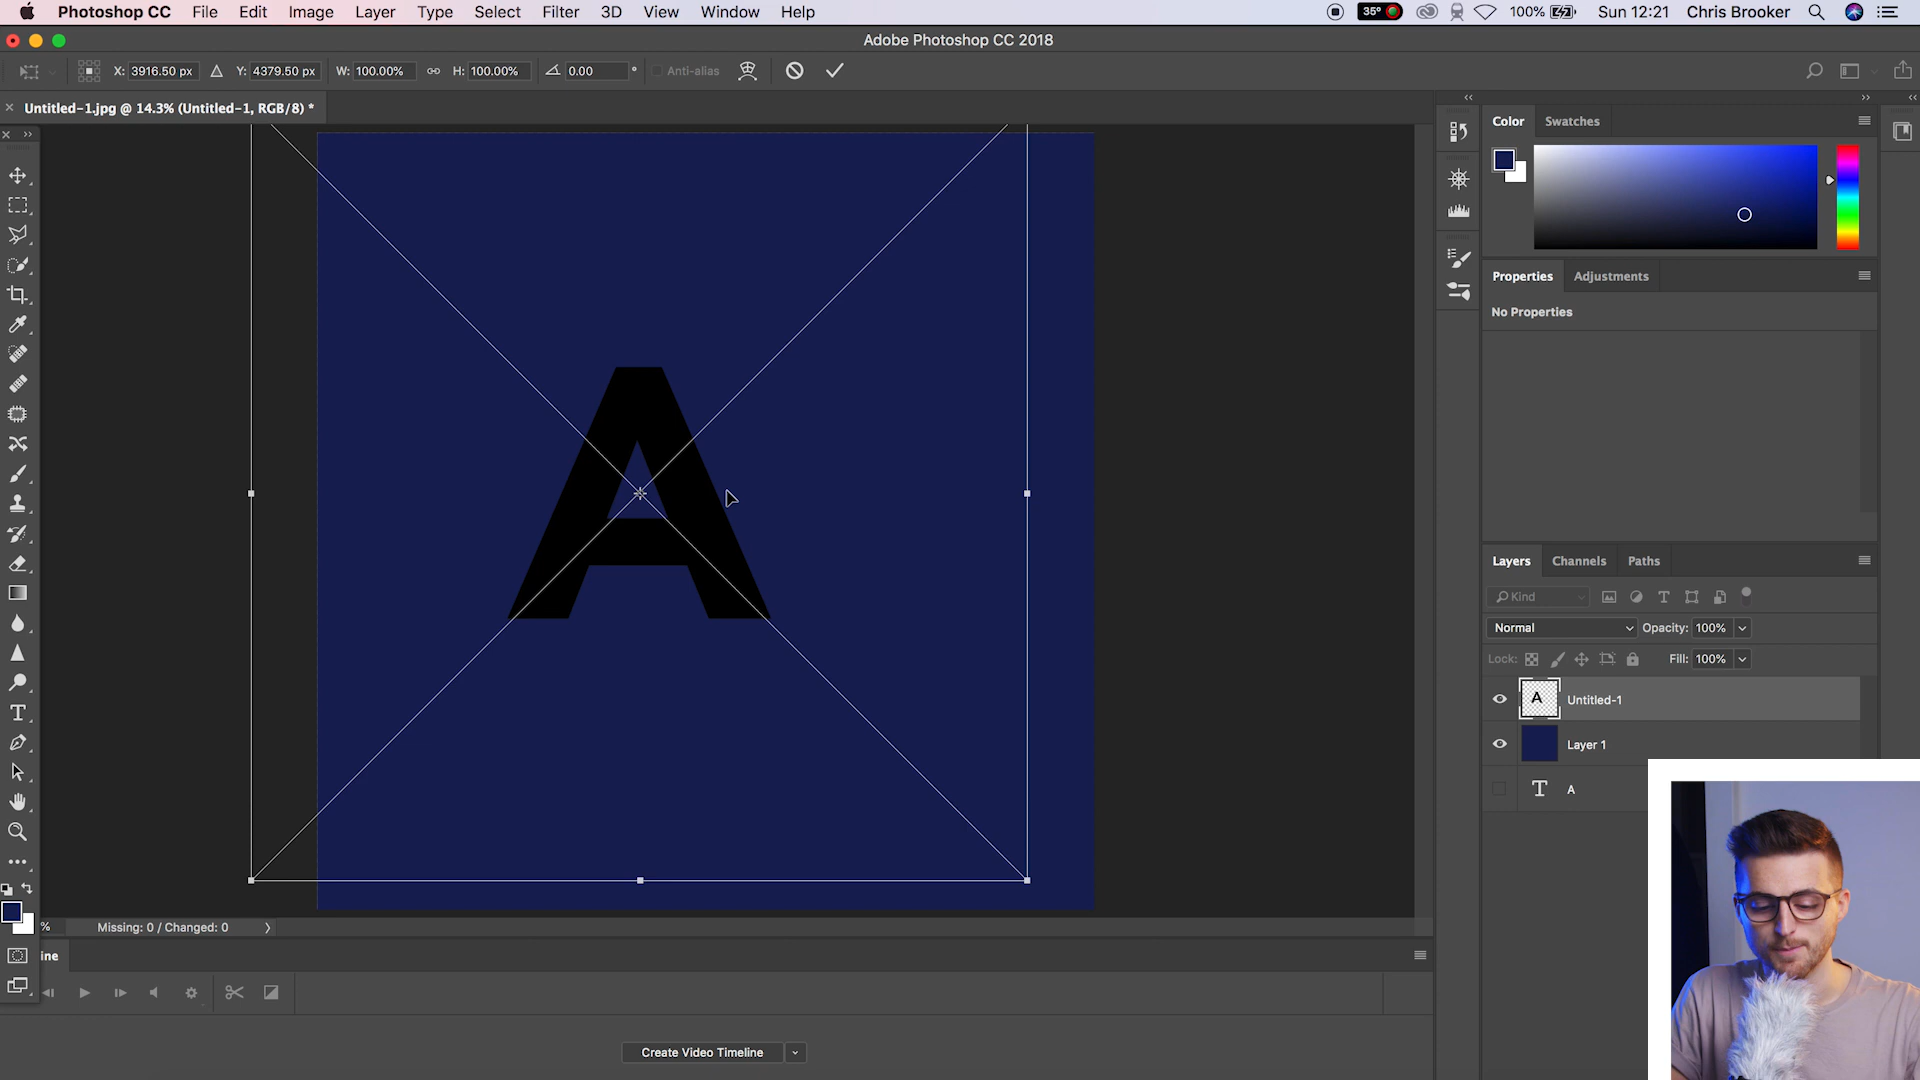 Photoshop CC File Edit Image Layer Type Select Filter 3D View Window Help 35° 100% Sun 12:21 Chris Brooker
Adobe Photoshop CC 2018
X: 3916.50 px Y: 4379.50 px W: 100.00% H: 100.00% 0.00 ° Anti-alias
Untitled-1.jpg @ 14.3% (Untitled-1, RGB/8) *
Color Swatches
Properties Adjustments
No Properties
A
Layers Channels Paths
Kind
Normal Opacity: 100%
Lock: Fill: 100%
A Untitled-1
Layer 1
T A
% Missing: 0 / Changed: 0
ine
Create Video Timeline